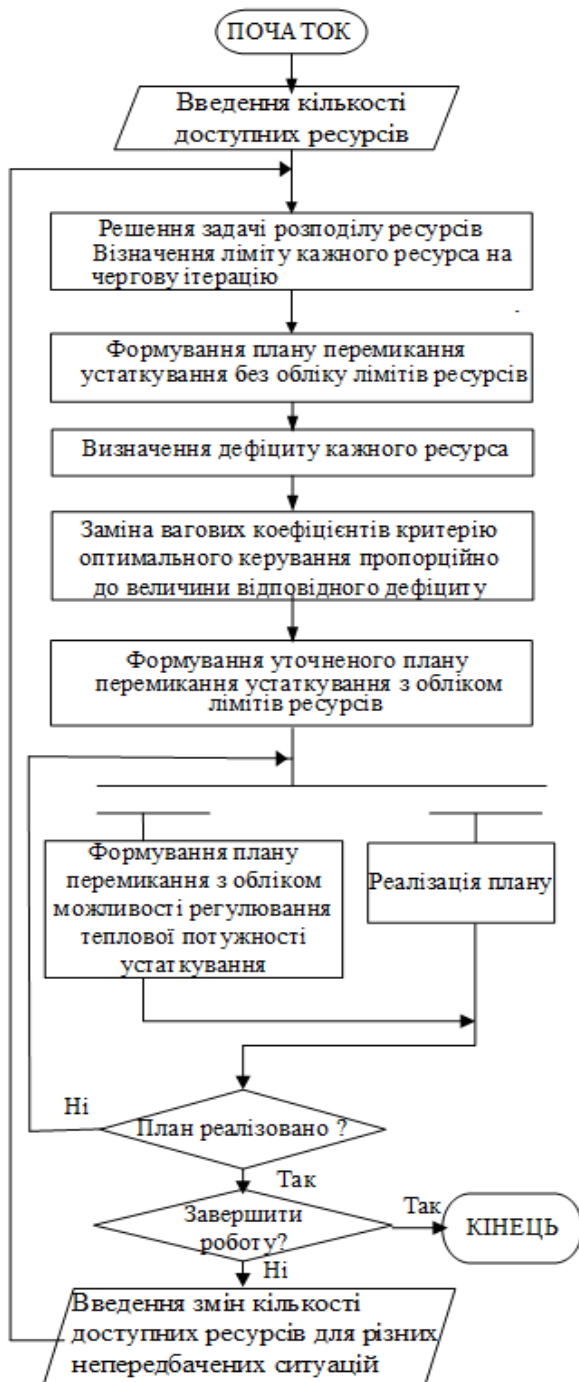 ПОЧАТОК
Введення кількості
доступних ресурсів
Решення задачі розподілу ресурсів
Візначення ліміту кажного ресурса на
чергову ітерацію
Формування плану перемикання
устаткування без обліку лімітів ресурсів
Визначення дефіциту кажного ресурса
Заміна вагових коефіцієнтів критерію
оптимального керування пропорційно
до величини відповідного дефіциту
Формування уточненого плану
перемикання устаткування з обліком
лімітів ресурсів
Формування плану
перемикання з обліком
можливості регулювання
теплової потужності
устаткування
Реалізація плану
Ні
План реалізовано ?
Так
Завершити
роботу?
Так
КІНЕЦЬ
Ні
Введення змін кількості
доступних ресурсів для різних
непередбачених ситуацій